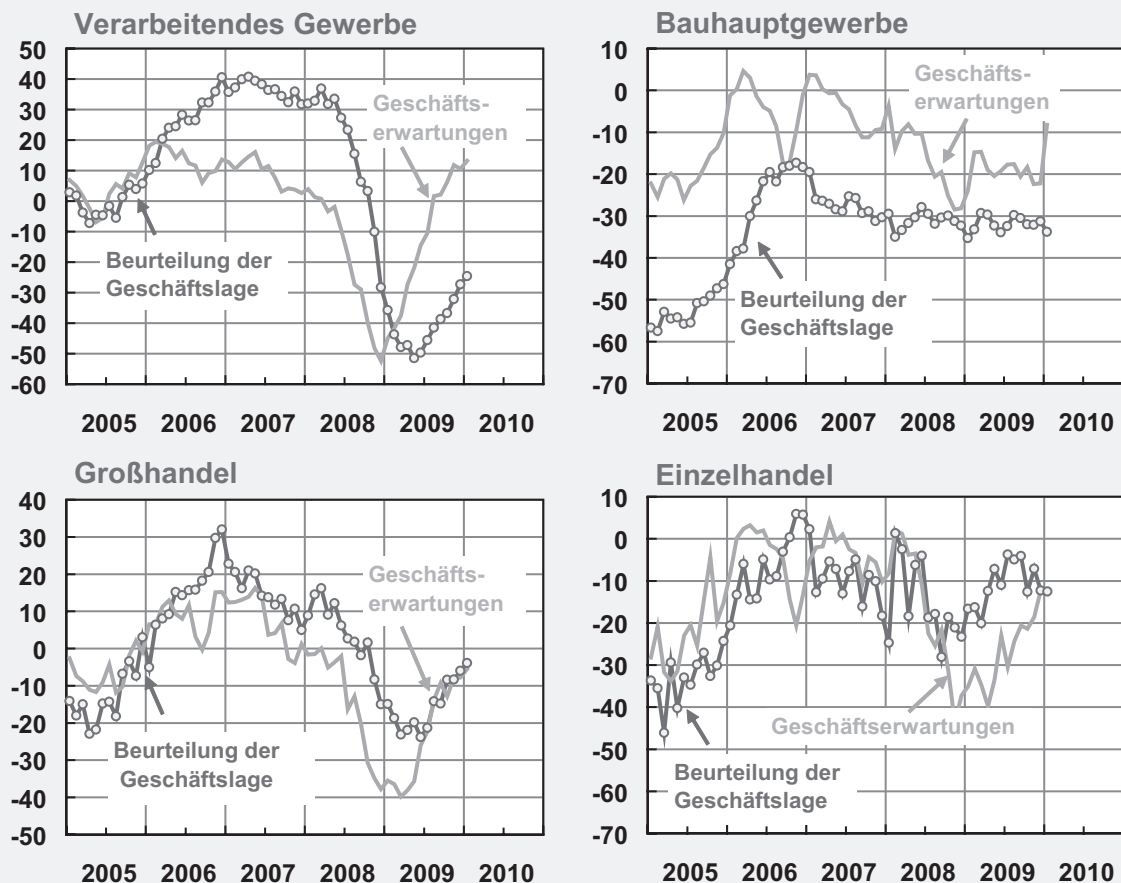 Verarbeitendes Gewerbe
50
40
30
20
10
0
-10
-20
-30
-40
-50
-60
Geschäfts-
erwartungen
Beurteilung der
Geschäftslage
2005 2006 2007 2008 2009 2010
Bauhauptgewerbe
10
0
-10
-20
-30
-40
-50
-60
-70
Geschäfts-
erwartungen
Beurteilung der
Geschäftslage
2005 2006 2007 2008 2009 2010
Großhandel
40
30
20
10
0
-10
-20
-30
-40
-50
Geschäfts-
erwartungen
Beurteilung der
Geschäftslage
2005 2006 2007 2008 2009 2010
Einzelhandel
10
0
-10
-20
-30
-40
-50
-60
-70
Geschäftserwartungen
Beurteilung der
Geschäftslage
2005 2006 2007 2008 2009 2010